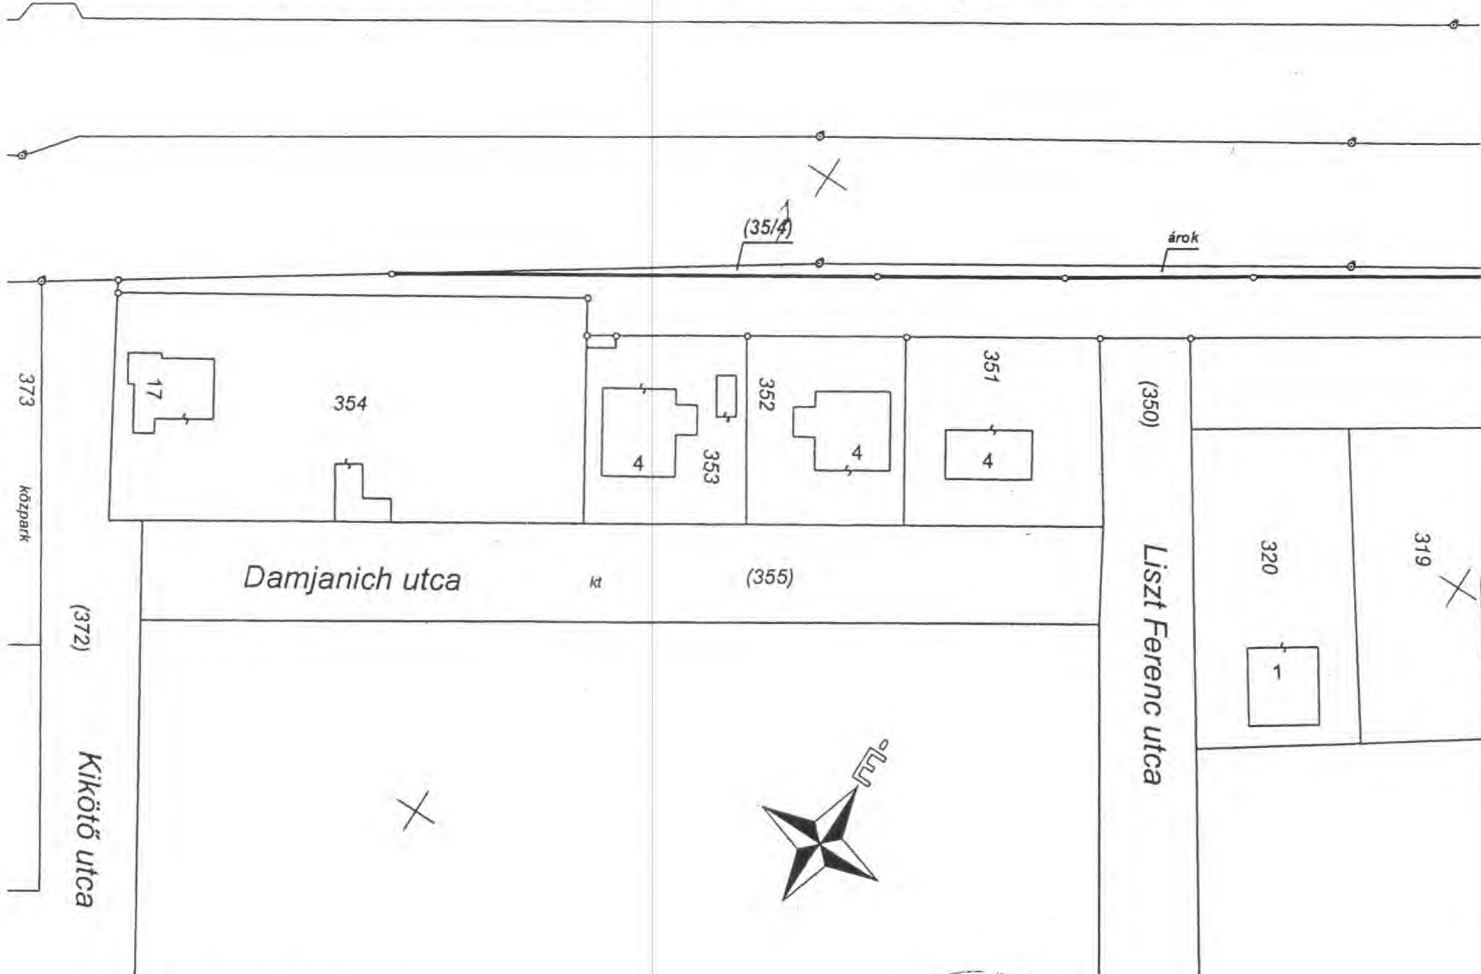 1
(35/4)
árok
373
közpark
(372)
Kikötő utca
17
354
4
353
352
4
351
4
(350)
Liszt Ferenc utca
320
1
319
Damjanich utca
kt
(355)
É